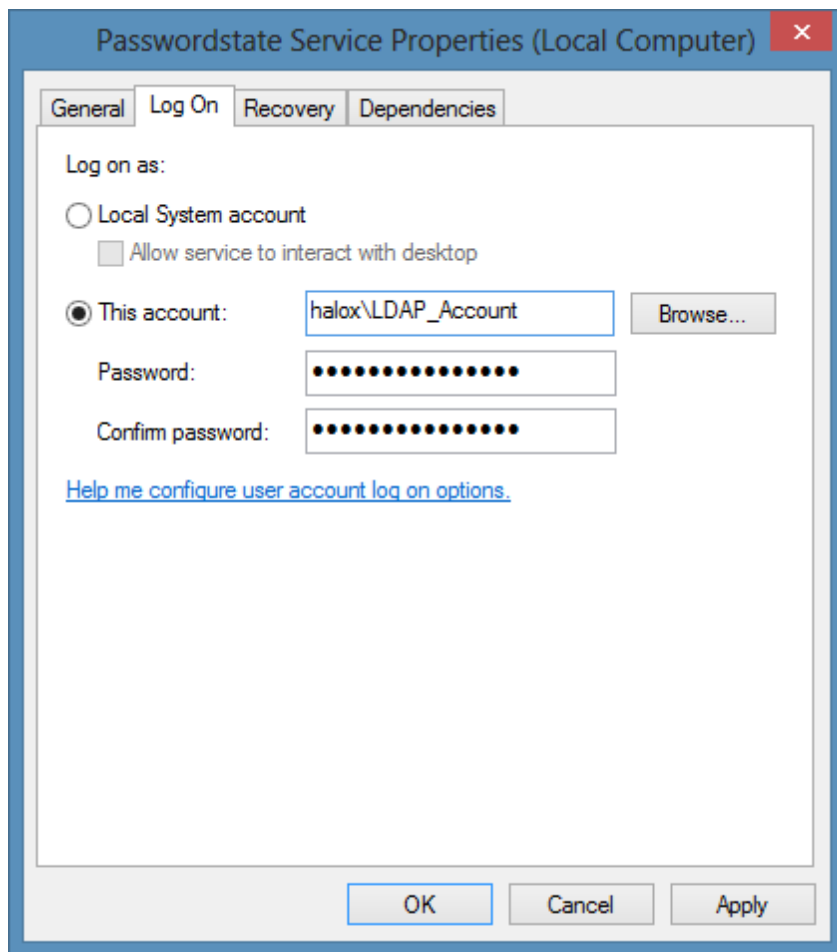 Passwordstate Service Properties (Local Computer)
General Log On Recovery Dependencies
Log on as:
Local System account
Allow service to interact with desktop
This account: halox\LDAP_Account Browse...
Password: ●●●●●●●●●●●●●●●
Confirm password: ●●●●●●●●●●●●●●●
Help me configure user account log on options.
OK Cancel Apply